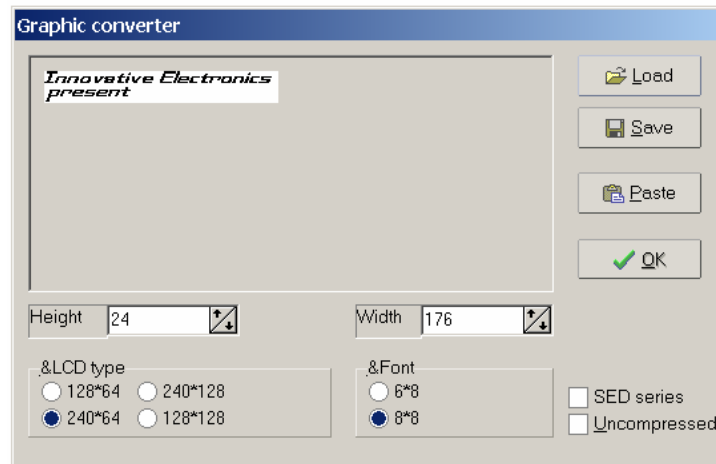 Graphic converter
Innovative Electronics
present
Load
Save
Paste
OK
Height 24
Width 176
&LCD type
128*64 240*128
240*64 128*128
&Font
6*8
8*8
SED series
Uncompressed